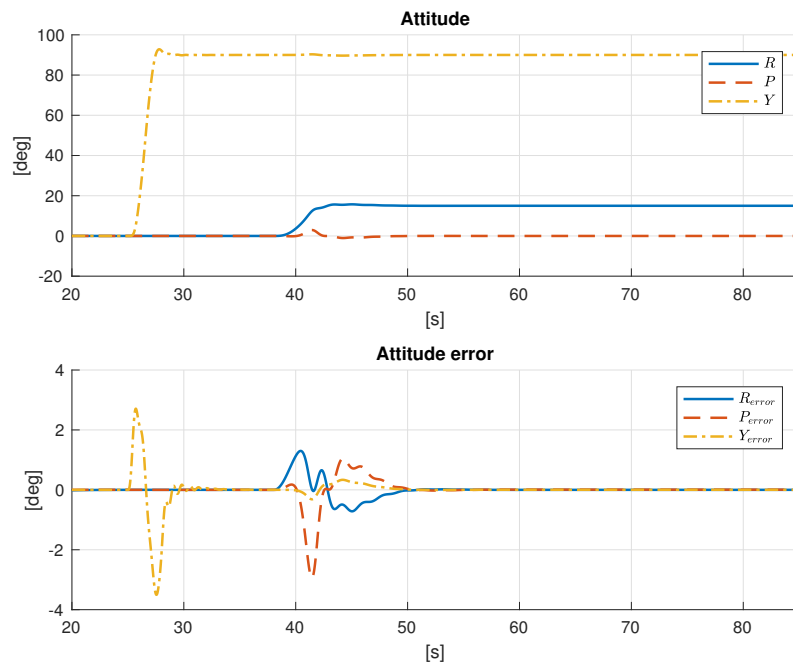 Attitude
100
80
60
40
20
0
-20
[deg]
R
P
Y
20 30 40 50 60 70 80
[s]
Attitude error
4
2
0
-2
-4
[deg]
R_error
P_error
Y_error
20 30 40 50 60 70 80
[s]